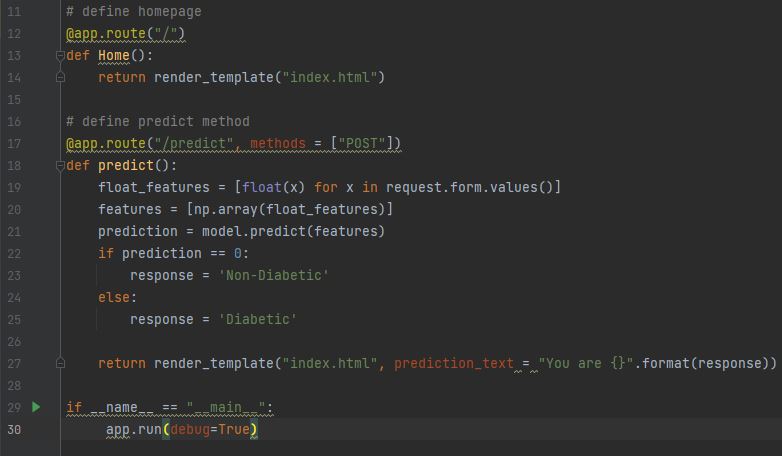 11 # define homepage
12 @app.route("/")
13 def Home():
14     return render_template("index.html")
15
16 # define predict method
17 @app.route("/predict", methods = ["POST"])
18 def predict():
19     float_features = [float(x) for x in request.form.values()]
20     features = [np.array(float_features)]
21     prediction = model.predict(features)
22     if prediction == 0:
23         response = 'Non-Diabetic'
24     else:
25         response = 'Diabetic'
26
27     return render_template("index.html", prediction_text = "You are {}".format(response))
28
29 if __name__ == "__main__":
30      app.run(debug=True)